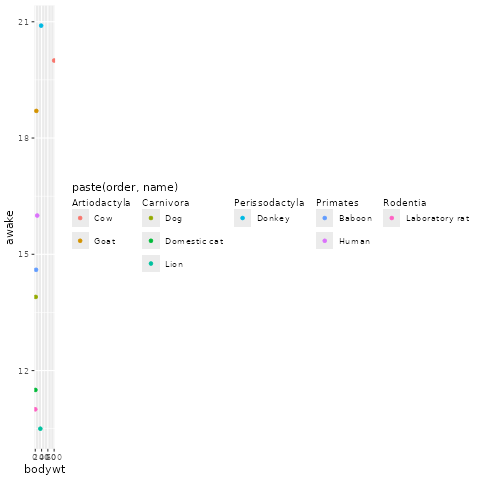 21
18
15
12
awake
bodywt
paste(order, name)
Artiodactyla Carnivora Perissodactyla Primates Rodentia
Cow Dog Donkey Baboon Laboratory rat
Goat Domestic cat Human
Lion